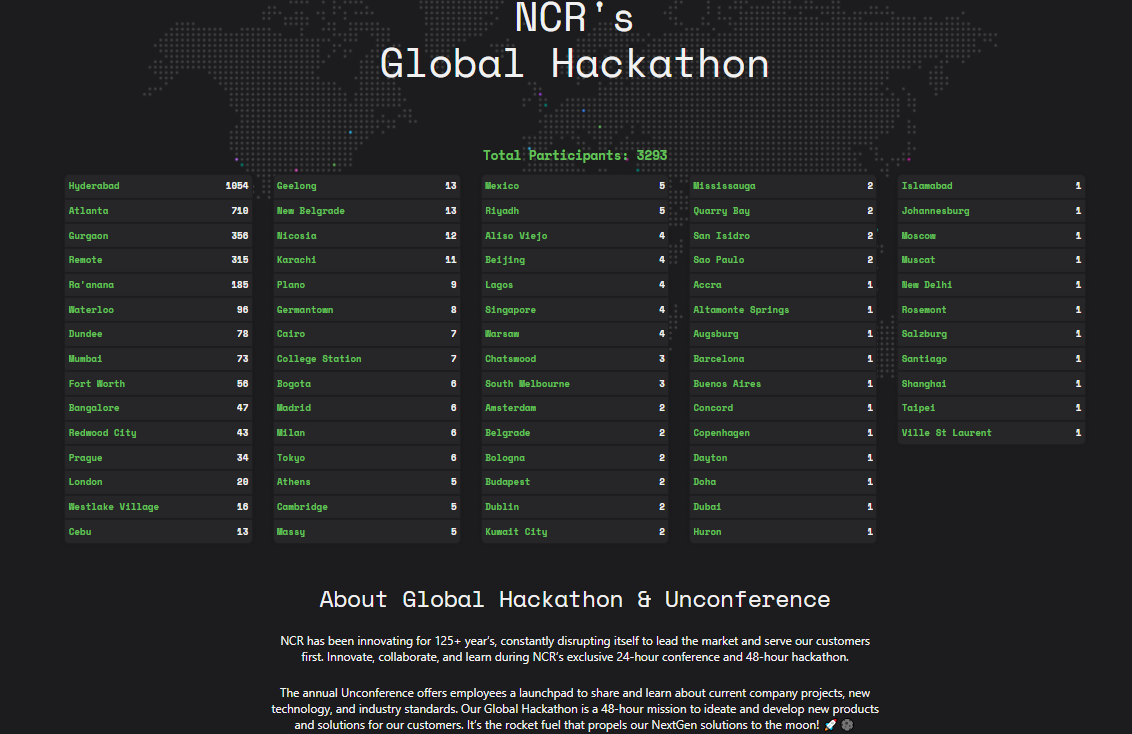 NCR's
Global Hackathon
Total Participants: 3293
Hyderabad 1054
Atlanta 710
Gurgaon 356
Remote 315
Ra'anana 185
Waterloo 96
Dundee 78
Mumbai 73
Fort Worth 56
Bangalore 47
Redwood City 43
Prague 34
London 20
Westlake Village 16
Cebu 13
Geelong 13
New Belgrade 13
Nicosia 12
Karachi 11
Plano 9
Germantown 8
Cairo 7
College Station 7
Bogota 6
Madrid 6
Milan 6
Tokyo 6
Athens 5
Cambridge 5
Massy 5
Mexico 5
Riyadh 5
Aliso Viejo 4
Beijing 4
Lagos 4
Singapore 4
Warsaw 4
Chatswood 3
South Melbourne 3
Amsterdam 2
Belgrade 2
Bologna 2
Budapest 2
Dublin 2
Kuwait City 2
Mississauga 2
Quarry Bay 2
San Isidro 2
Sao Paulo 2
Accra 1
Altamonte Springs 1
Augsburg 1
Barcelona 1
Buenos Aires 1
Concord 1
Copenhagen 1
Dayton 1
Doha 1
Dubai 1
Huron 1
Islamabad 1
Johannesburg 1
Moscow 1
Muscat 1
New Delhi 1
Rosemont 1
Salzburg 1
Santiago 1
Shanghai 1
Taipei 1
Ville St Laurent 1
About Global Hackathon & Unconference
NCR has been innovating for 125+ year's, constantly disrupting itself to lead the market and serve our customers
first. Innovate, collaborate, and learn during NCR's exclusive 24-hour conference and 48-hour hackathon.
The annual Unconference offers employees a launchpad to share and learn about current company projects, new
technology, and industry standards. Our Global Hackathon is a 48-hour mission to ideate and develop new products
and solutions for our customers. It's the rocket fuel that propels our NextGen solutions to the moon! 🚀 🌑